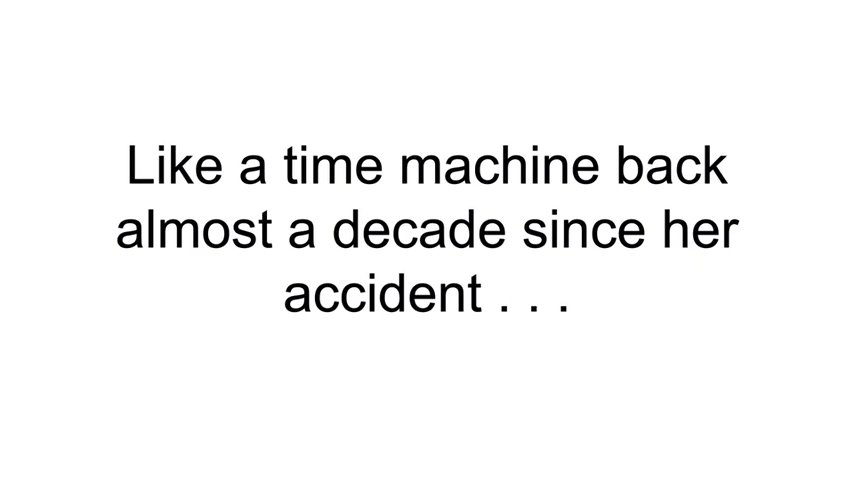 Like a time machine back
almost a decade since her
accident . . .